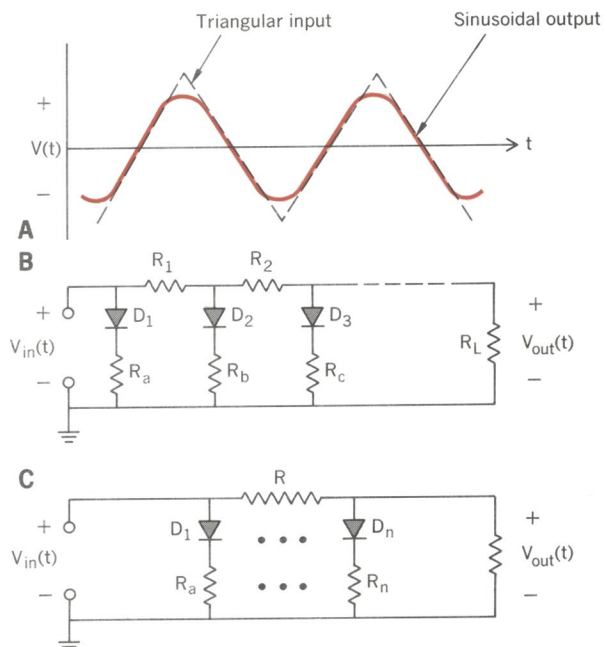 Triangular input Sinusoidal output
+
V(t) t
−
A
B
R1 R2
+ D1 D2 D3 +
Vin(t) RL Vout(t)
− Ra Rb Rc −
C
R
+ D1 • • • Dn +
Vin(t) Vout(t)
− Ra • • • Rn −